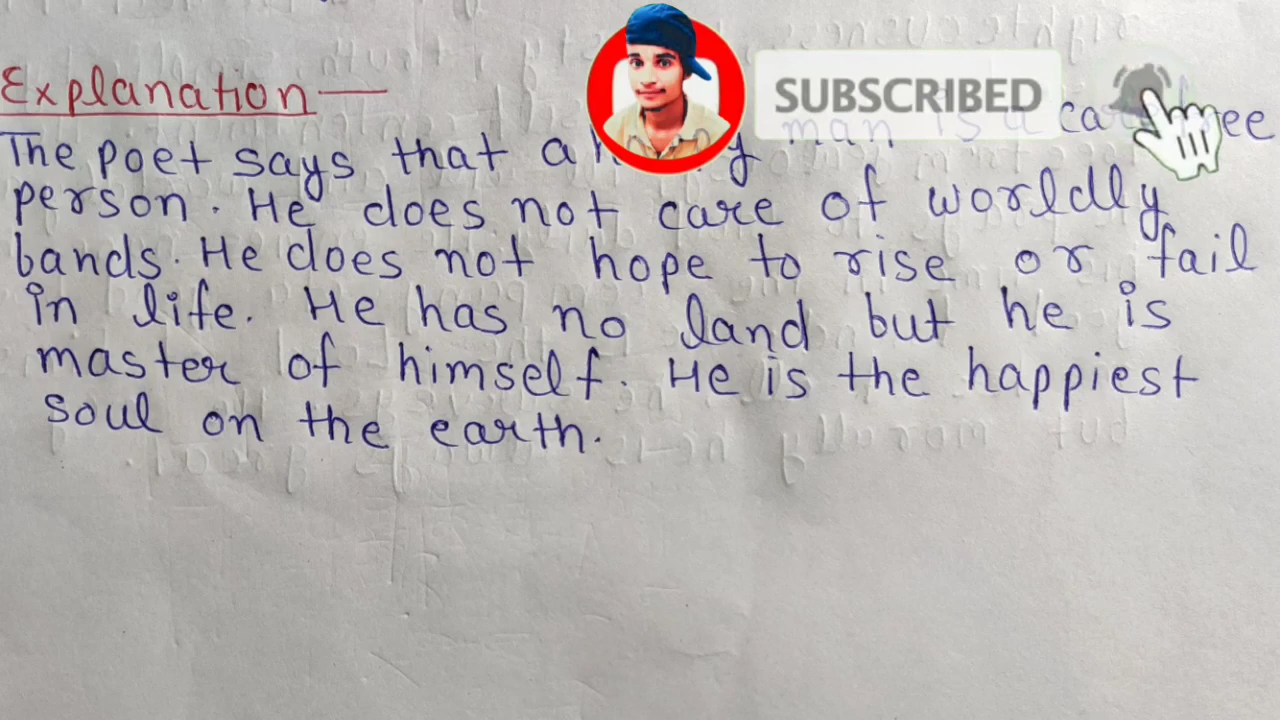 SUBSCRIBED
Explanation—
The poet says that a man is a
person. He does not care of worldly
bands. He does not hope to rise or fail
in life. He has no land but he is
master of himself. He is the happiest
soul on the earth.